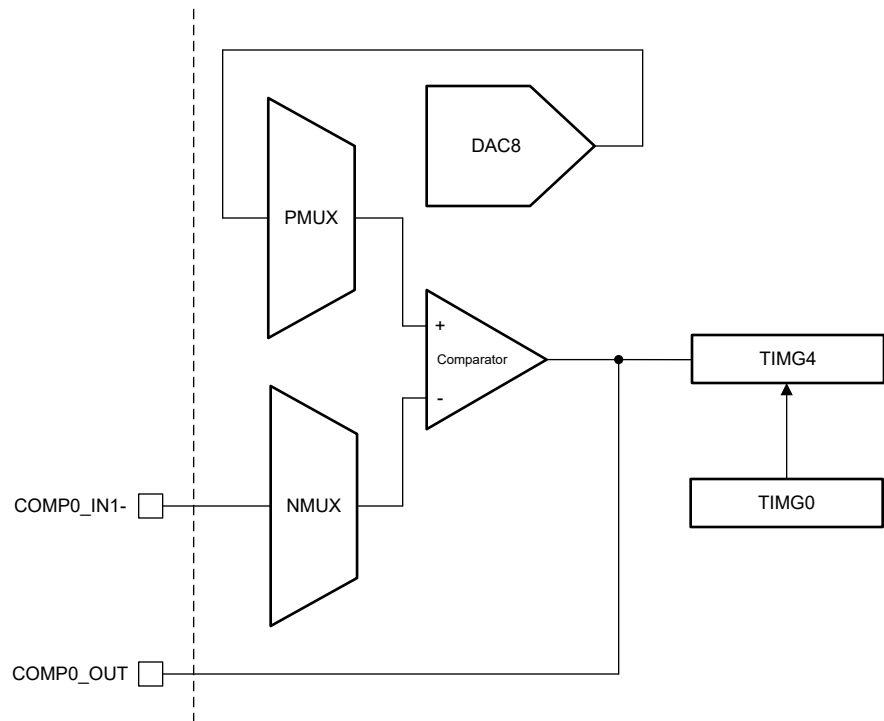 DAC8
PMUX
+
Comparator
-
TIMG4
COMP0_IN1-
NMUX
TIMG0
COMP0_OUT